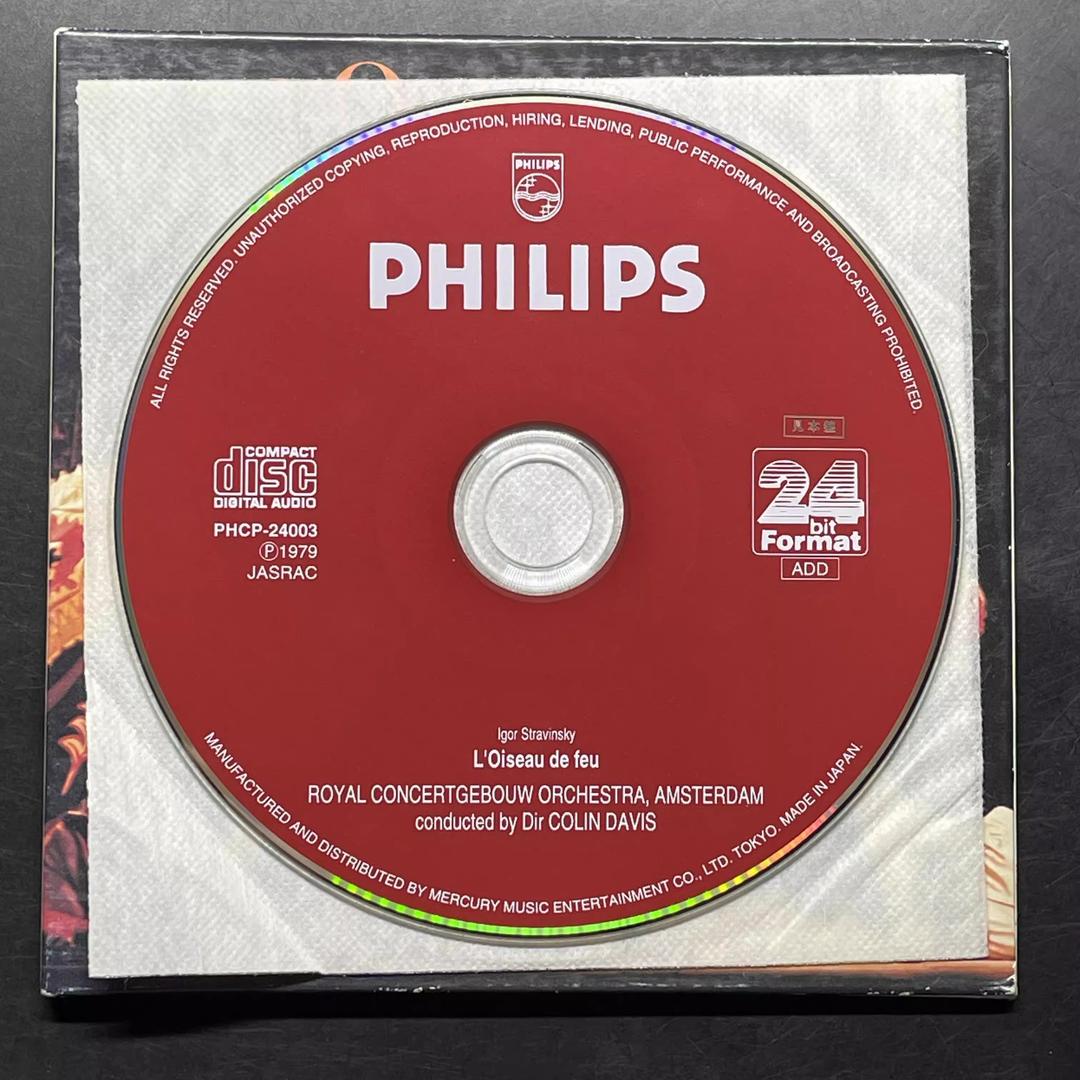 ALL RIGHTS RESERVED. UNAUTHORIZED COPYING, REPRODUCTION, HIRING, LENDING, PUBLIC PERFORMANCE AND BROADCASTING PROHIBITED.
PHILIPS
PHILIPS
見本盤
COMPACT
disc
DIGITAL AUDIO
PHCP-24003
Ⓟ1979
JASRAC
24
bit
Format
ADD
Igor Stravinsky
L'Oiseau de feu
ROYAL CONCERTGEBOUW ORCHESTRA, AMSTERDAM
conducted by Dir COLIN DAVIS
MANUFACTURED AND DISTRIBUTED BY MERCURY MUSIC ENTERTAINMENT CO., LTD. TOKYO. MADE IN JAPAN.